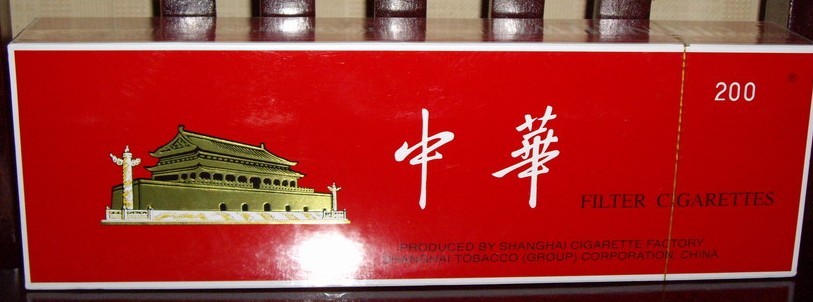 200
中華
FILTER CIGARETTES
PRODUCED BY SHANGHAI CIGARETTE FACTORY
SHANGHAI TOBACCO (GROUP) CORPORATION, CHINA